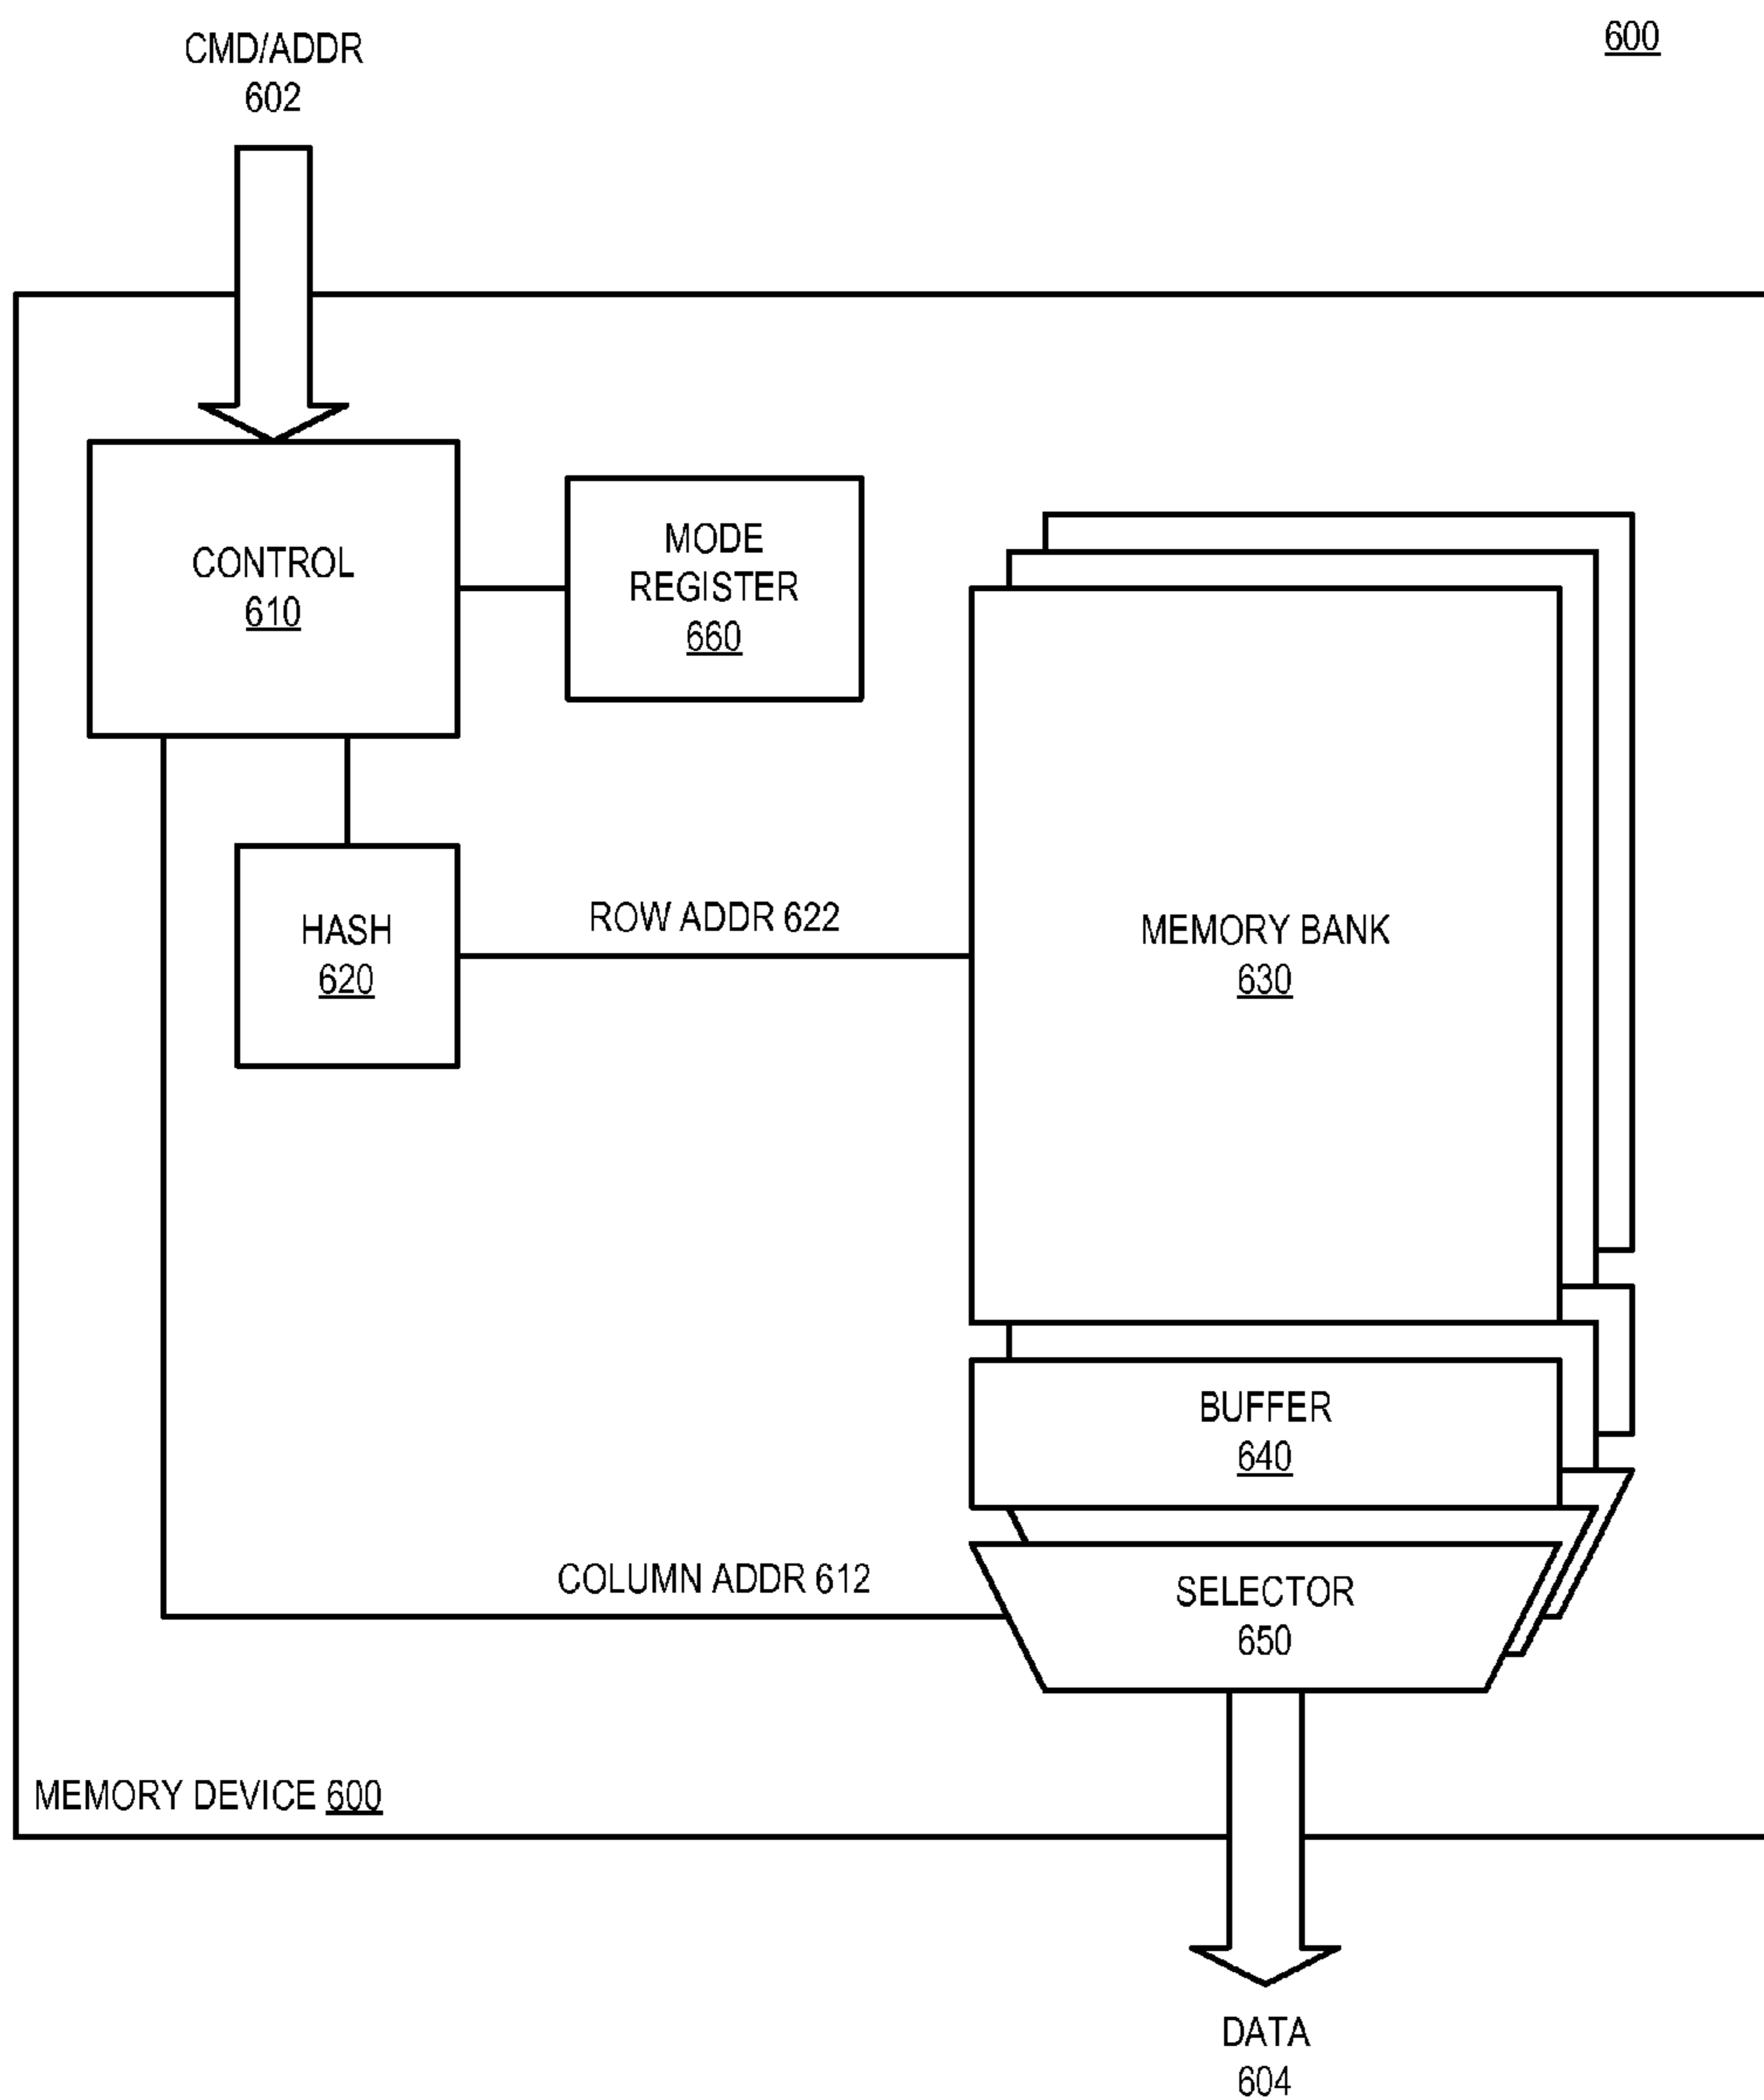 600
CMD/ADDR
602
CONTROL
610
MODE
REGISTER
660
HASH
620
ROW ADDR 622
MEMORY BANK
630
BUFFER
640
COLUMN ADDR 612
SELECTOR
650
MEMORY DEVICE 600
DATA
604